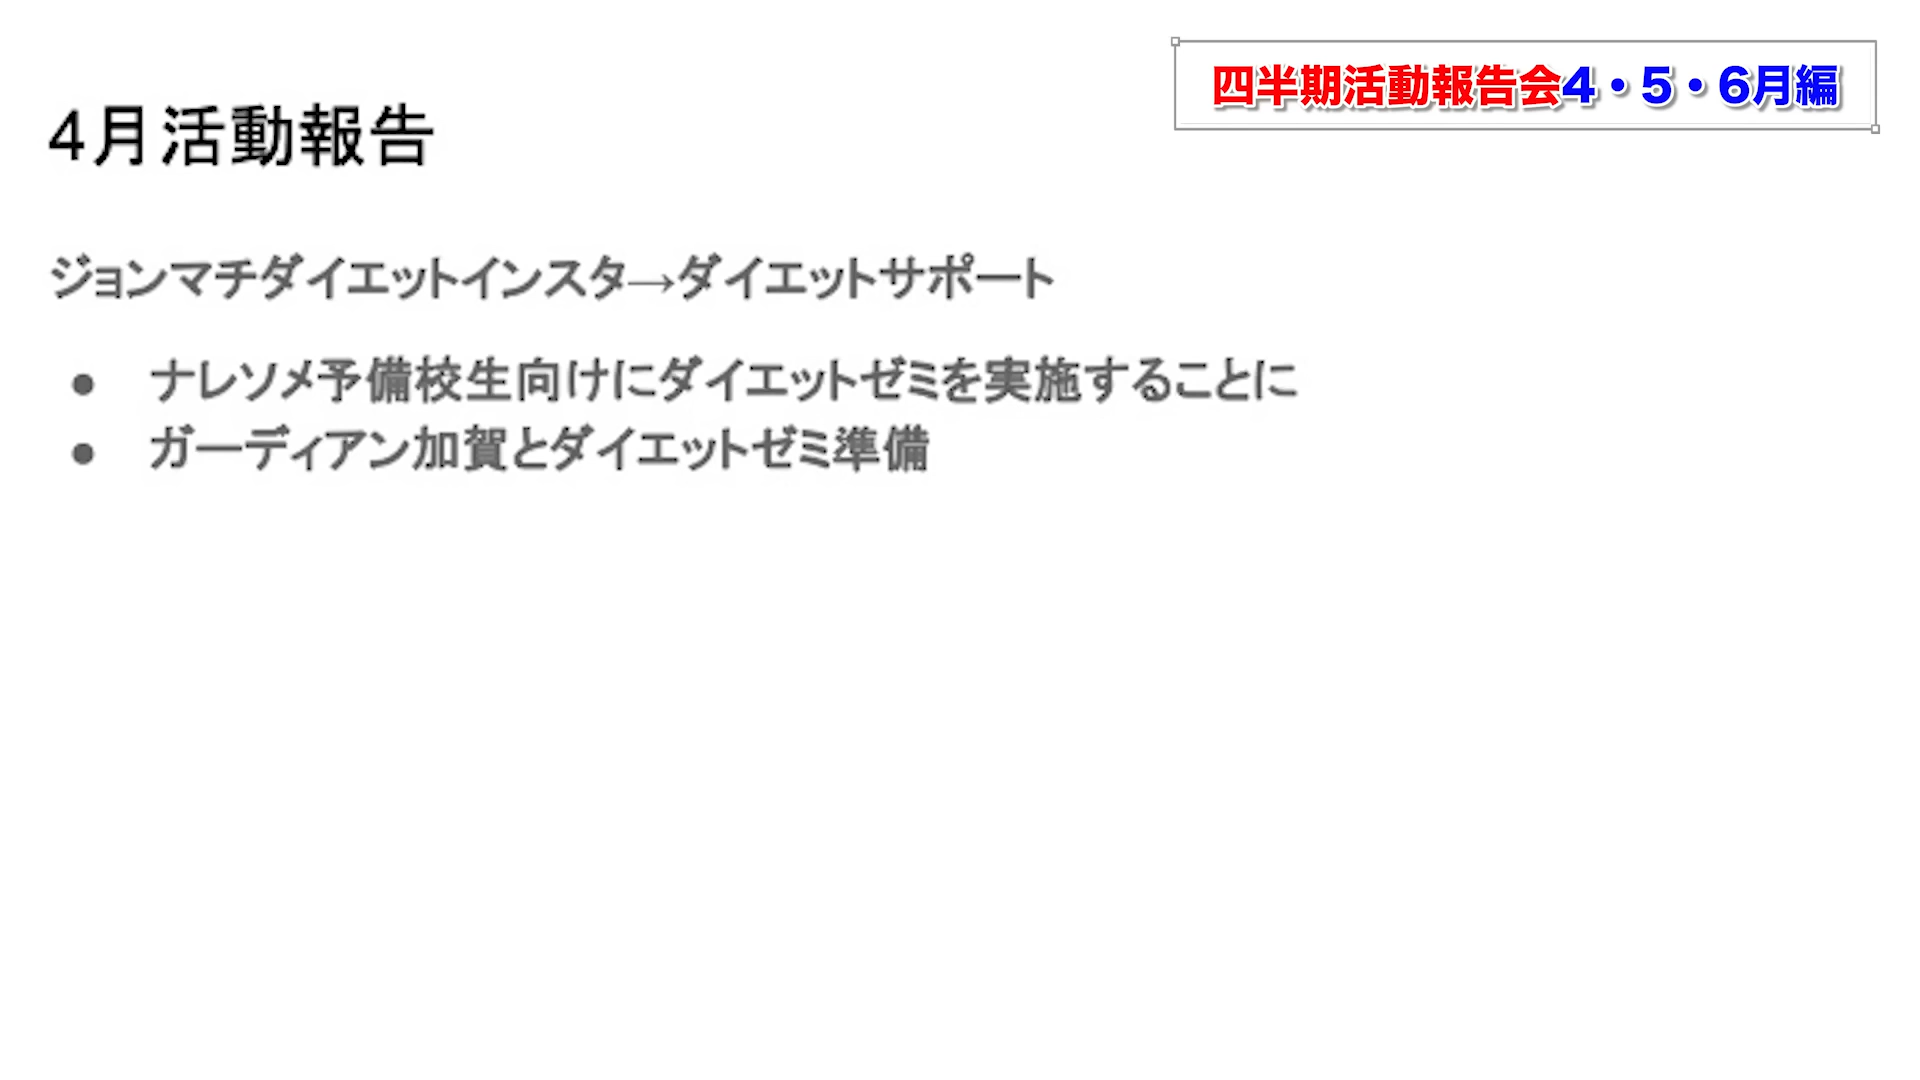 四半期活動報告会4・5・6月編
4月活動報告
ジョンマチダイエットインスタ→ダイエットサポート
● ナレソメ予備校生向けにダイエットゼミを実施することに
● ガーディアン加賀とダイエットゼミ準備